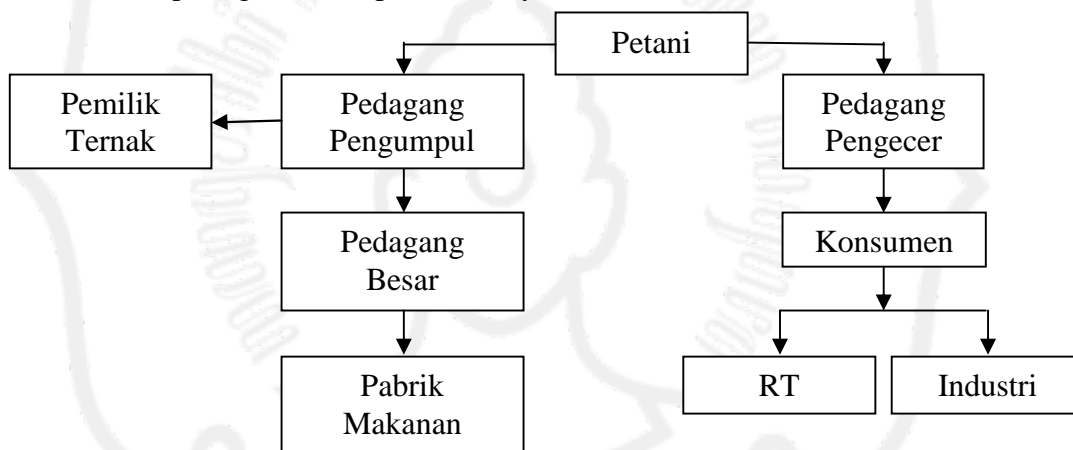 Petani
Pemilik
Ternak
Pedagang
Pengumpul
Pedagang
Pengecer
Pedagang
Besar
Konsumen
Pabrik
Makanan
RT
Industri